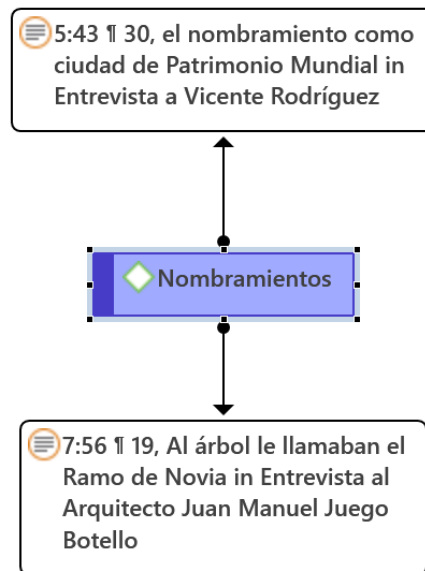 5:43 ¶ 30, el nombramiento como
ciudad de Patrimonio Mundial in
Entrevista a Vicente Rodríguez
Nombramientos
7:56 ¶ 19, Al árbol le llamaban el
Ramo de Novia in Entrevista al
Arquitecto Juan Manuel Juego
Botello